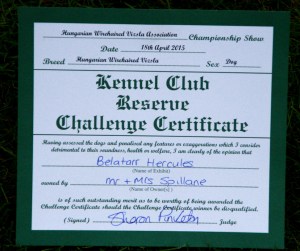 Hungarian Wirehaired Vizsla Association Championship Show
Date 18th April 2015
Breed Hungarian Wirehaired Vizsla Sex Dog
Kennel Club
Reserve
Challenge Certificate
Having assessed the dogs and penalised any features or exaggerations which I consider
detrimental to their soundness, health or welfare, I am clearly of the opinion that
Belatarr Hercules
(Name of Exhibit)
owned by Mr + Mrs Spillane
(Name of Owner/s)
is of such outstanding merit as to be worthy of being awarded the
Challenge Certificate should the Challenge Certificate winner be disqualified.
(Signed) Sharon Judge